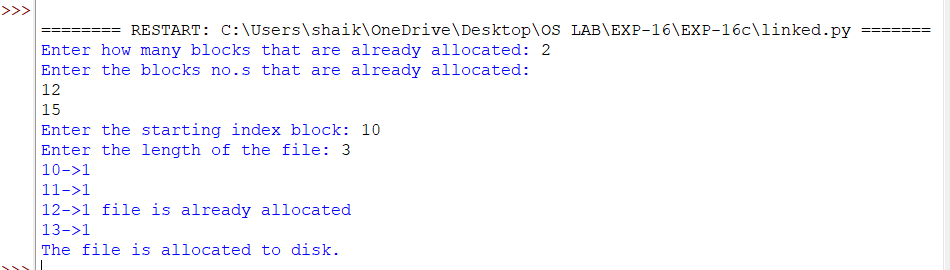 >>>
======== RESTART: C:\Users\shaik\OneDrive\Desktop\OS LAB\EXP-16\EXP-16c\linked.py =======
Enter how many blocks that are already allocated: 2
Enter the blocks no.s that are already allocated:
12
15
Enter the starting index block: 10
Enter the length of the file: 3
10->1
11->1
12->1 file is already allocated
13->1
The file is allocated to disk.
>>>